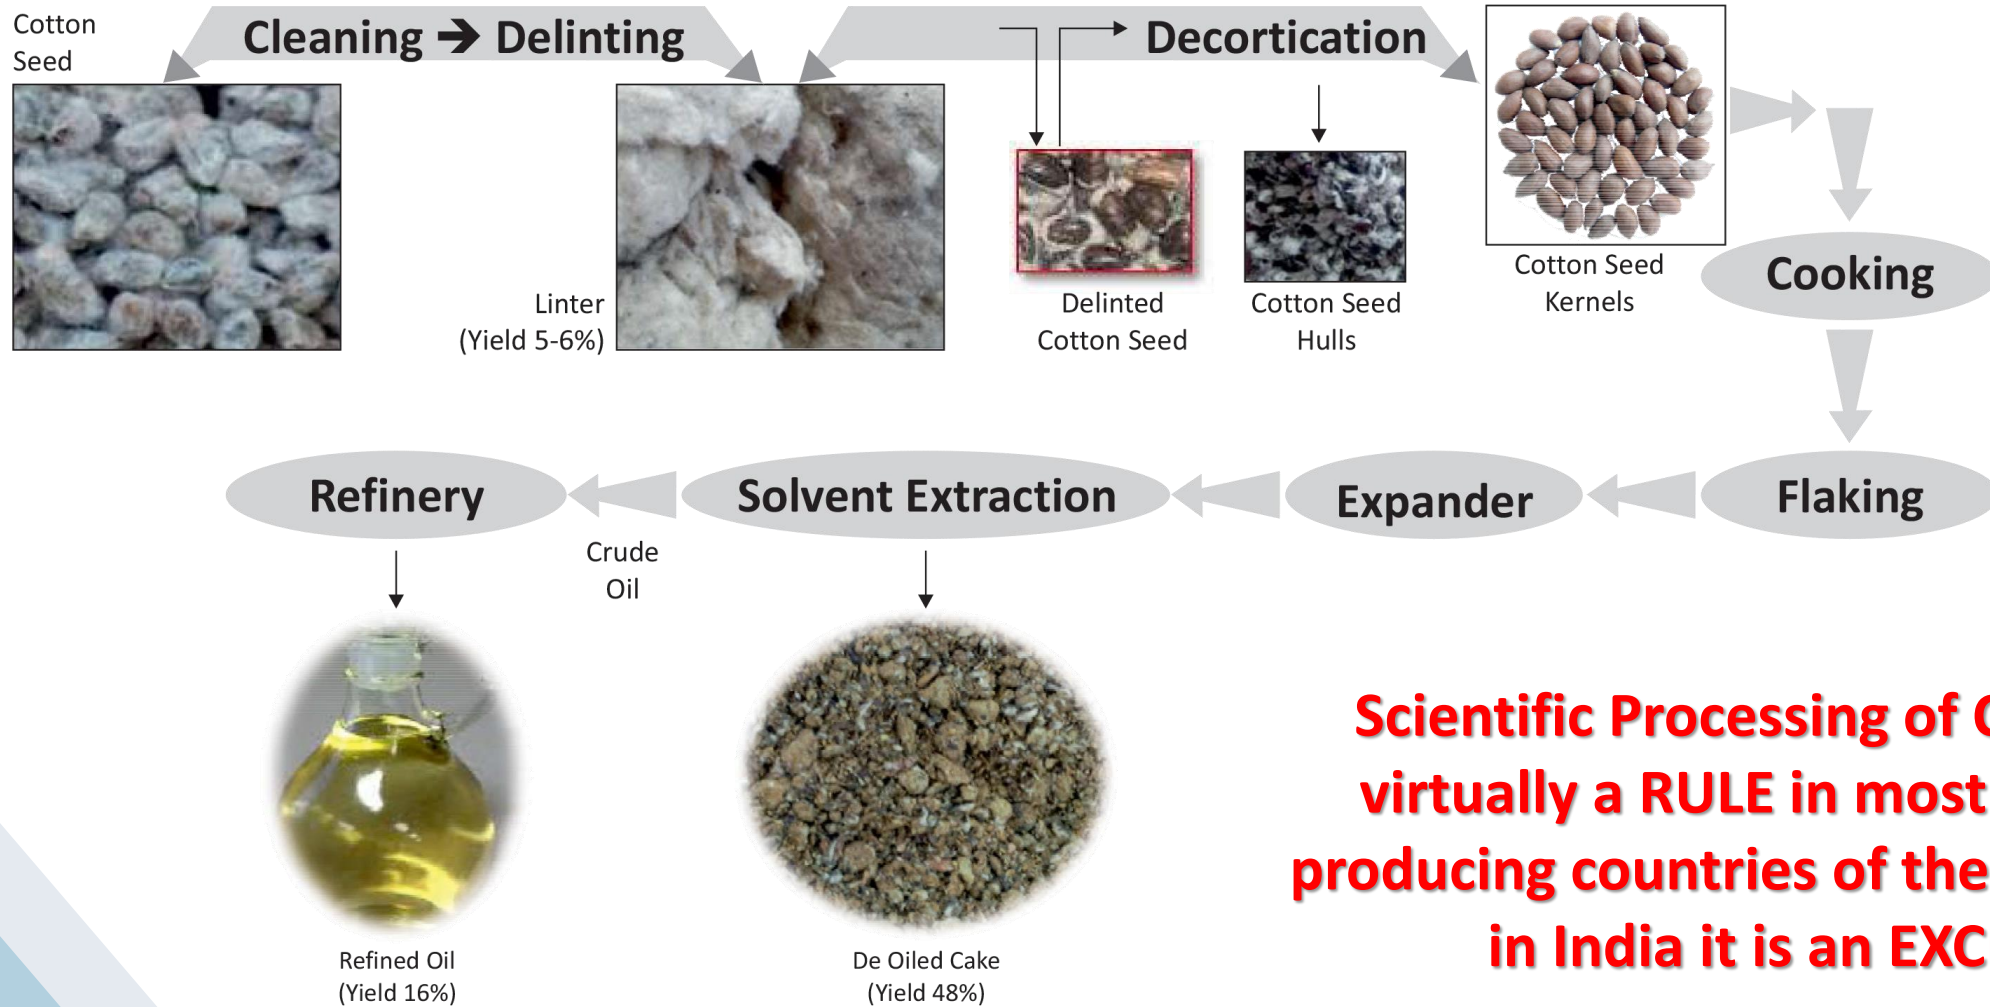 Cotton
Seed
Cleaning ➔ Delinting
Decortication
Linter
(Yield 5-6%)
Delinted
Cotton Seed
Cotton Seed
Hulls
Cotton Seed
Kernels
Cooking
Refinery
Solvent Extraction
Expander
Flaking
Crude
Oil
Refined Oil
(Yield 16%)
De Oiled Cake
(Yield 48%)
Scientific Processing of
virtually a RULE in most
producing countries of the
in India it is an